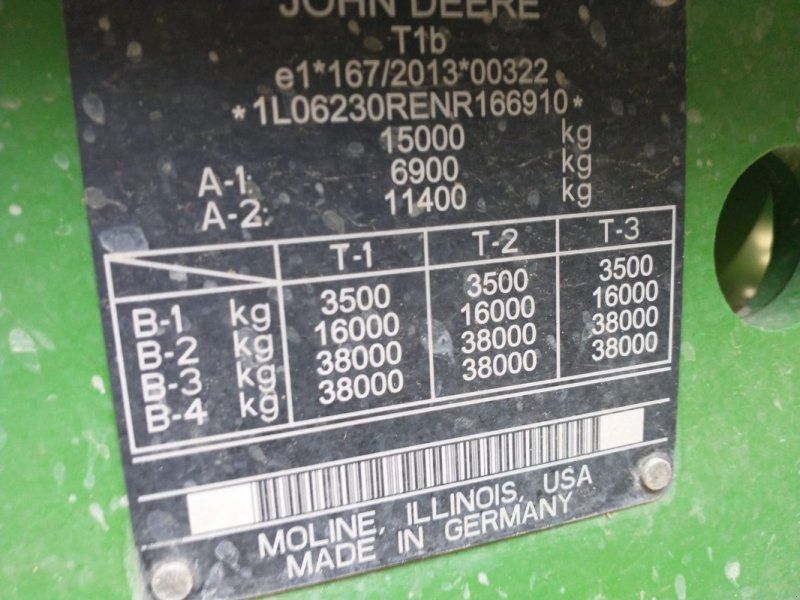 JOHN DEERE
T1b
e1*167/2013*00322
*1L06230RENR166910*
15000 kg
A-1: 6900 kg
A-2: 11400 kg
T-1 T-2 T-3
B-1 kg 3500 3500 3500
B-2 kg 16000 16000 16000
B-3 kg 38000 38000 38000
B-4 kg 38000 38000 38000
MOLINE, ILLINOIS, USA
MADE IN GERMANY